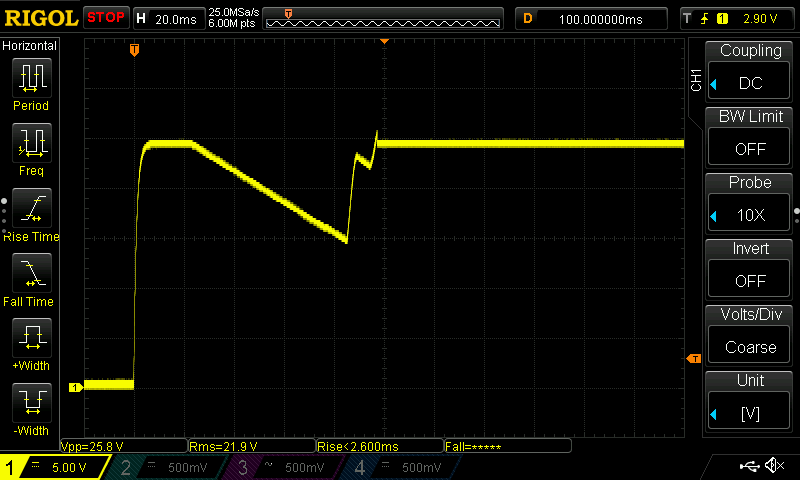 RIGOL STOP H 20.0ms 25.0MSa/s 6.00M pts T D 100.000000ms T 1 2.90 V
Horizontal
Period
Freq
Rise Time
Fall Time
+Width
-Width
T
1
T
CH1
Coupling
DC
BW Limit
OFF
Probe
10X
Invert
OFF
Volts/Div
Coarse
Unit
[V]
Vpp=25.8 V Rms=21.9 V Rise<2.600ms Fall=*****
1 5.00 V 2 500mV 3 ~ 500mV 4 500mV